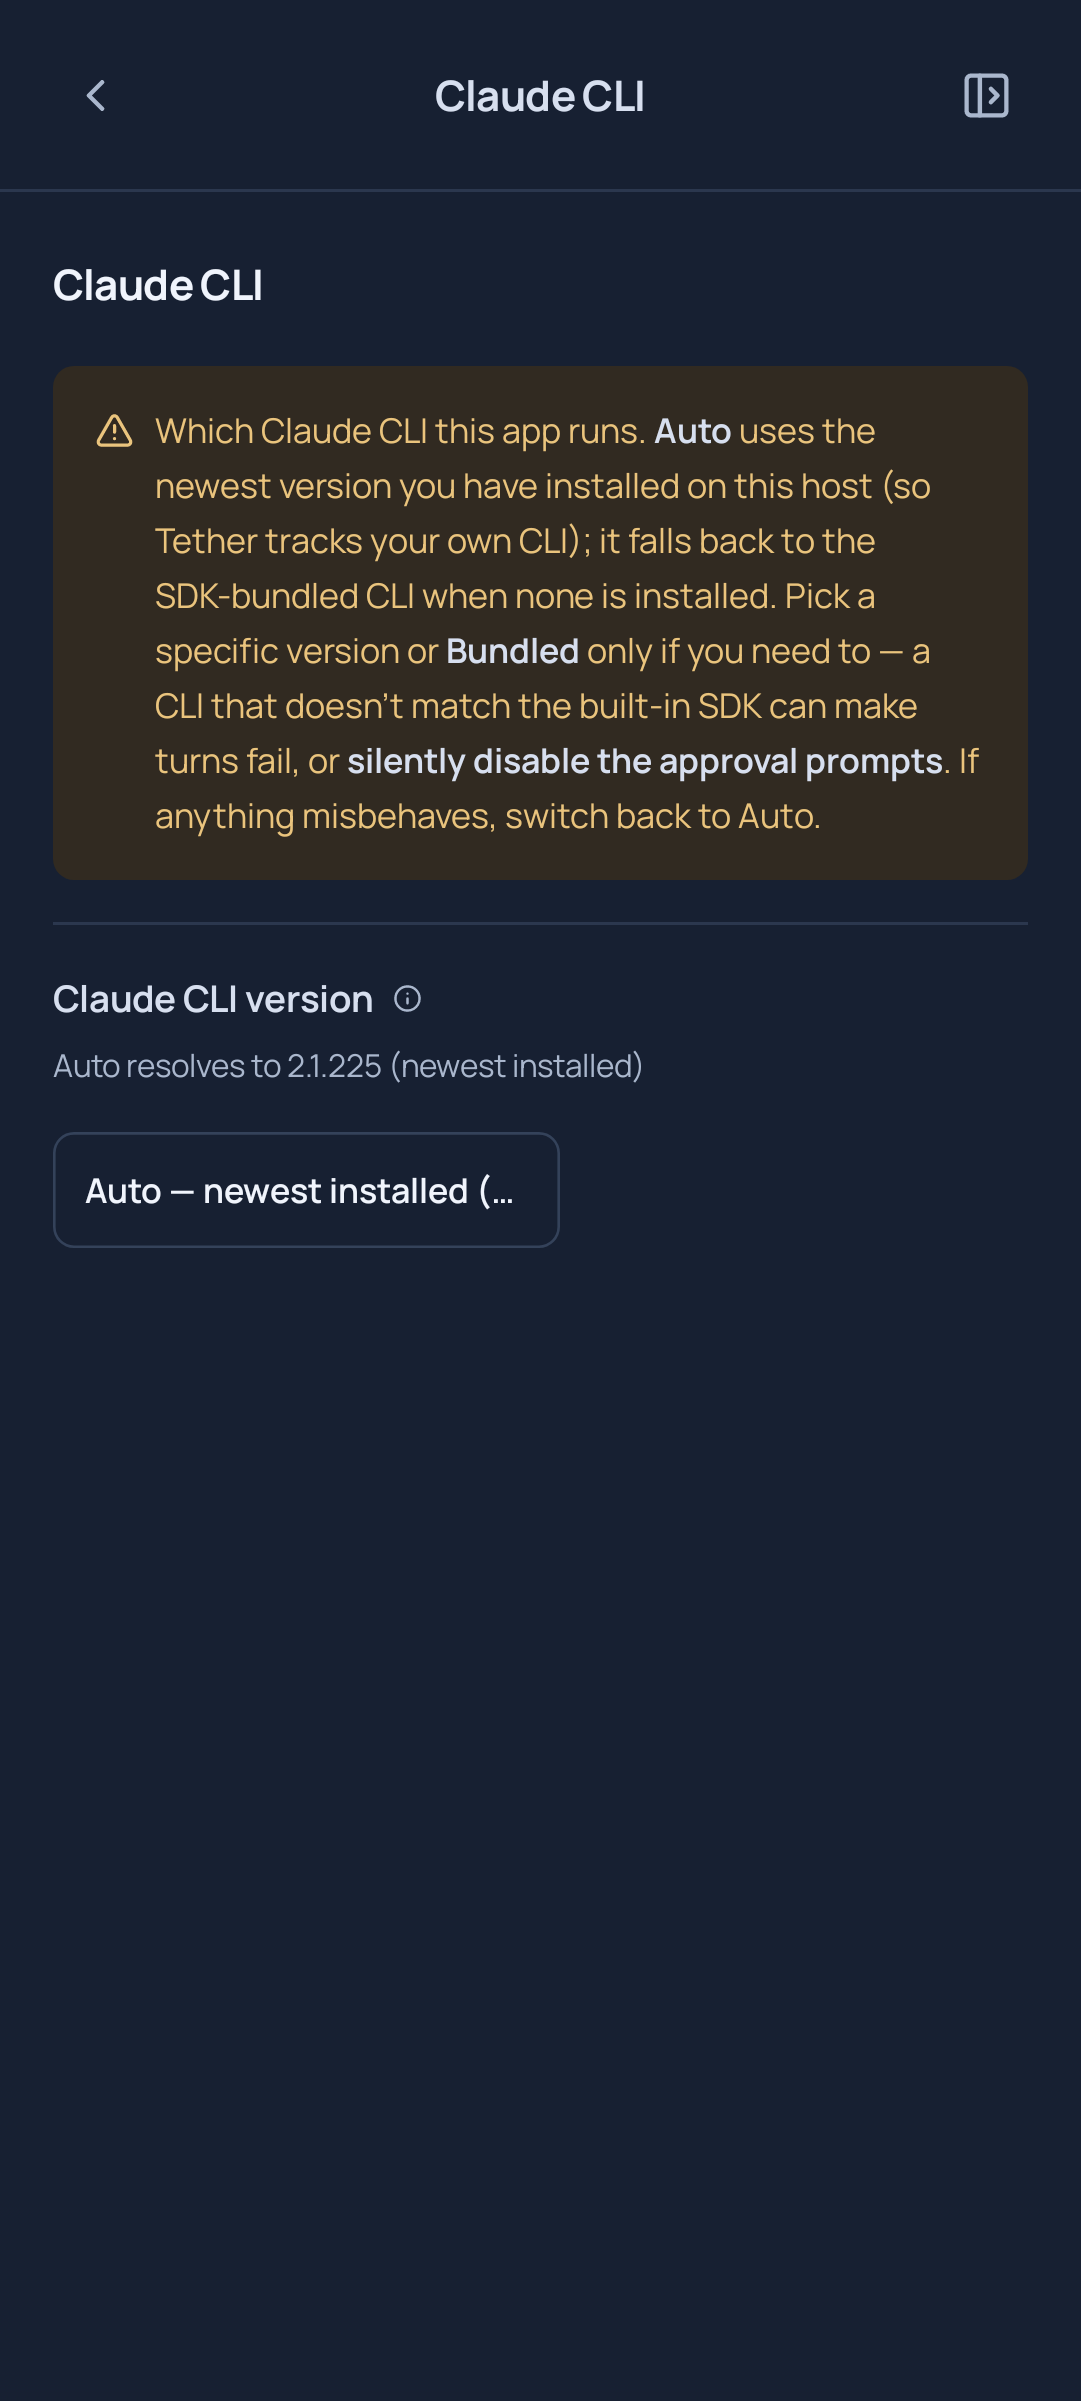 Claude CLI
Claude CLI
Which Claude CLI this app runs. Auto uses the
newest version you have installed on this host (so
Tether tracks your own CLI); it falls back to the
SDK-bundled CLI when none is installed. Pick a
specific version or Bundled only if you need to — a
CLI that doesn't match the built-in SDK can make
turns fail, or silently disable the approval prompts. If
anything misbehaves, switch back to Auto.
Claude CLI version
Auto resolves to 2.1.225 (newest installed)
Auto — newest installed (…